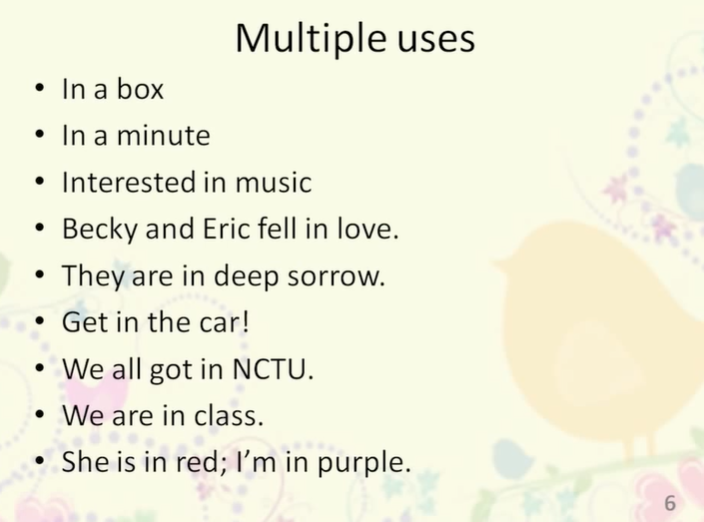 Multiple uses
• In a box
• In a minute
• Interested in music
• Becky and Eric fell in love.
• They are in deep sorrow.
• Get in the car!
• We all got in NCTU.
• We are in class.
• She is in red; I’m in purple.
6